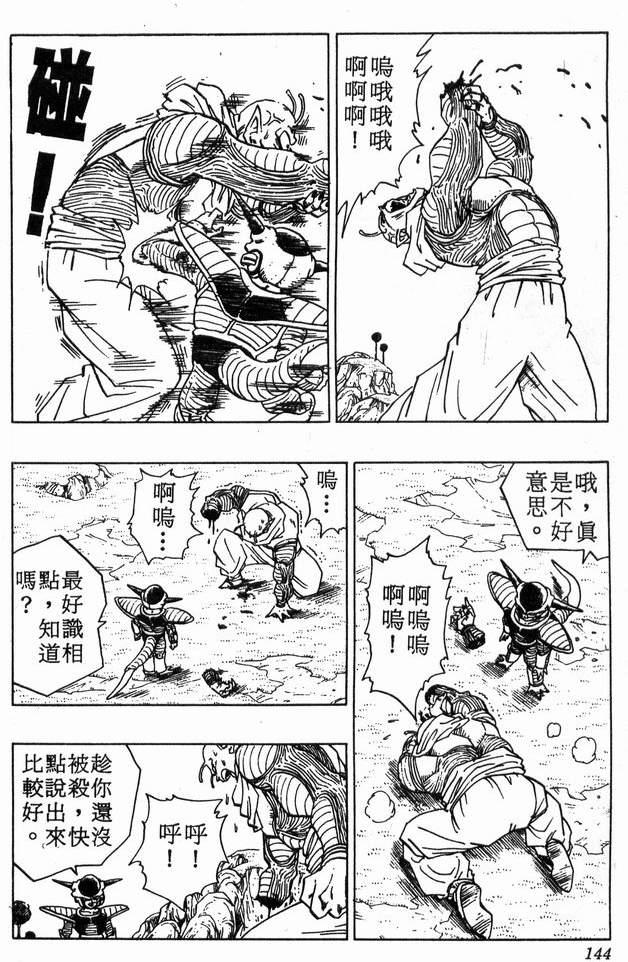 嗚哦哦哦
啊啊啊！
哦，眞
是不好
意思。
啊嗚嗚
啊嗚！
嗚…
啊嗚…
最好識相
點，知道
嗎？
呼！
呼！
趁你還沒
被殺，快
點說出來
比較好。
144